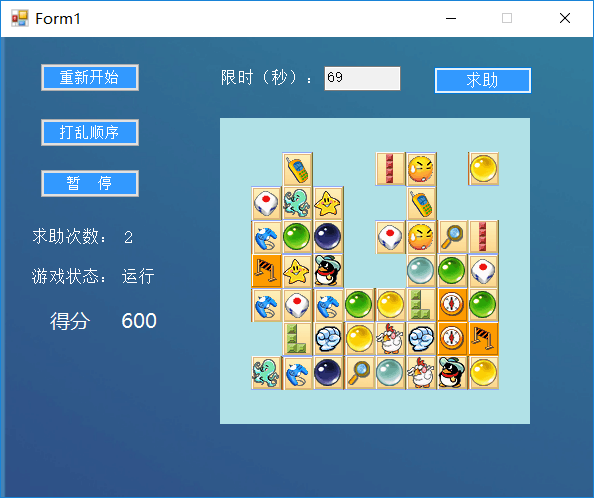 Form1
重新开始
限时（秒）： 69
求助
打乱顺序
暂 停
求助次数： 2
游戏状态： 运行
得分 600